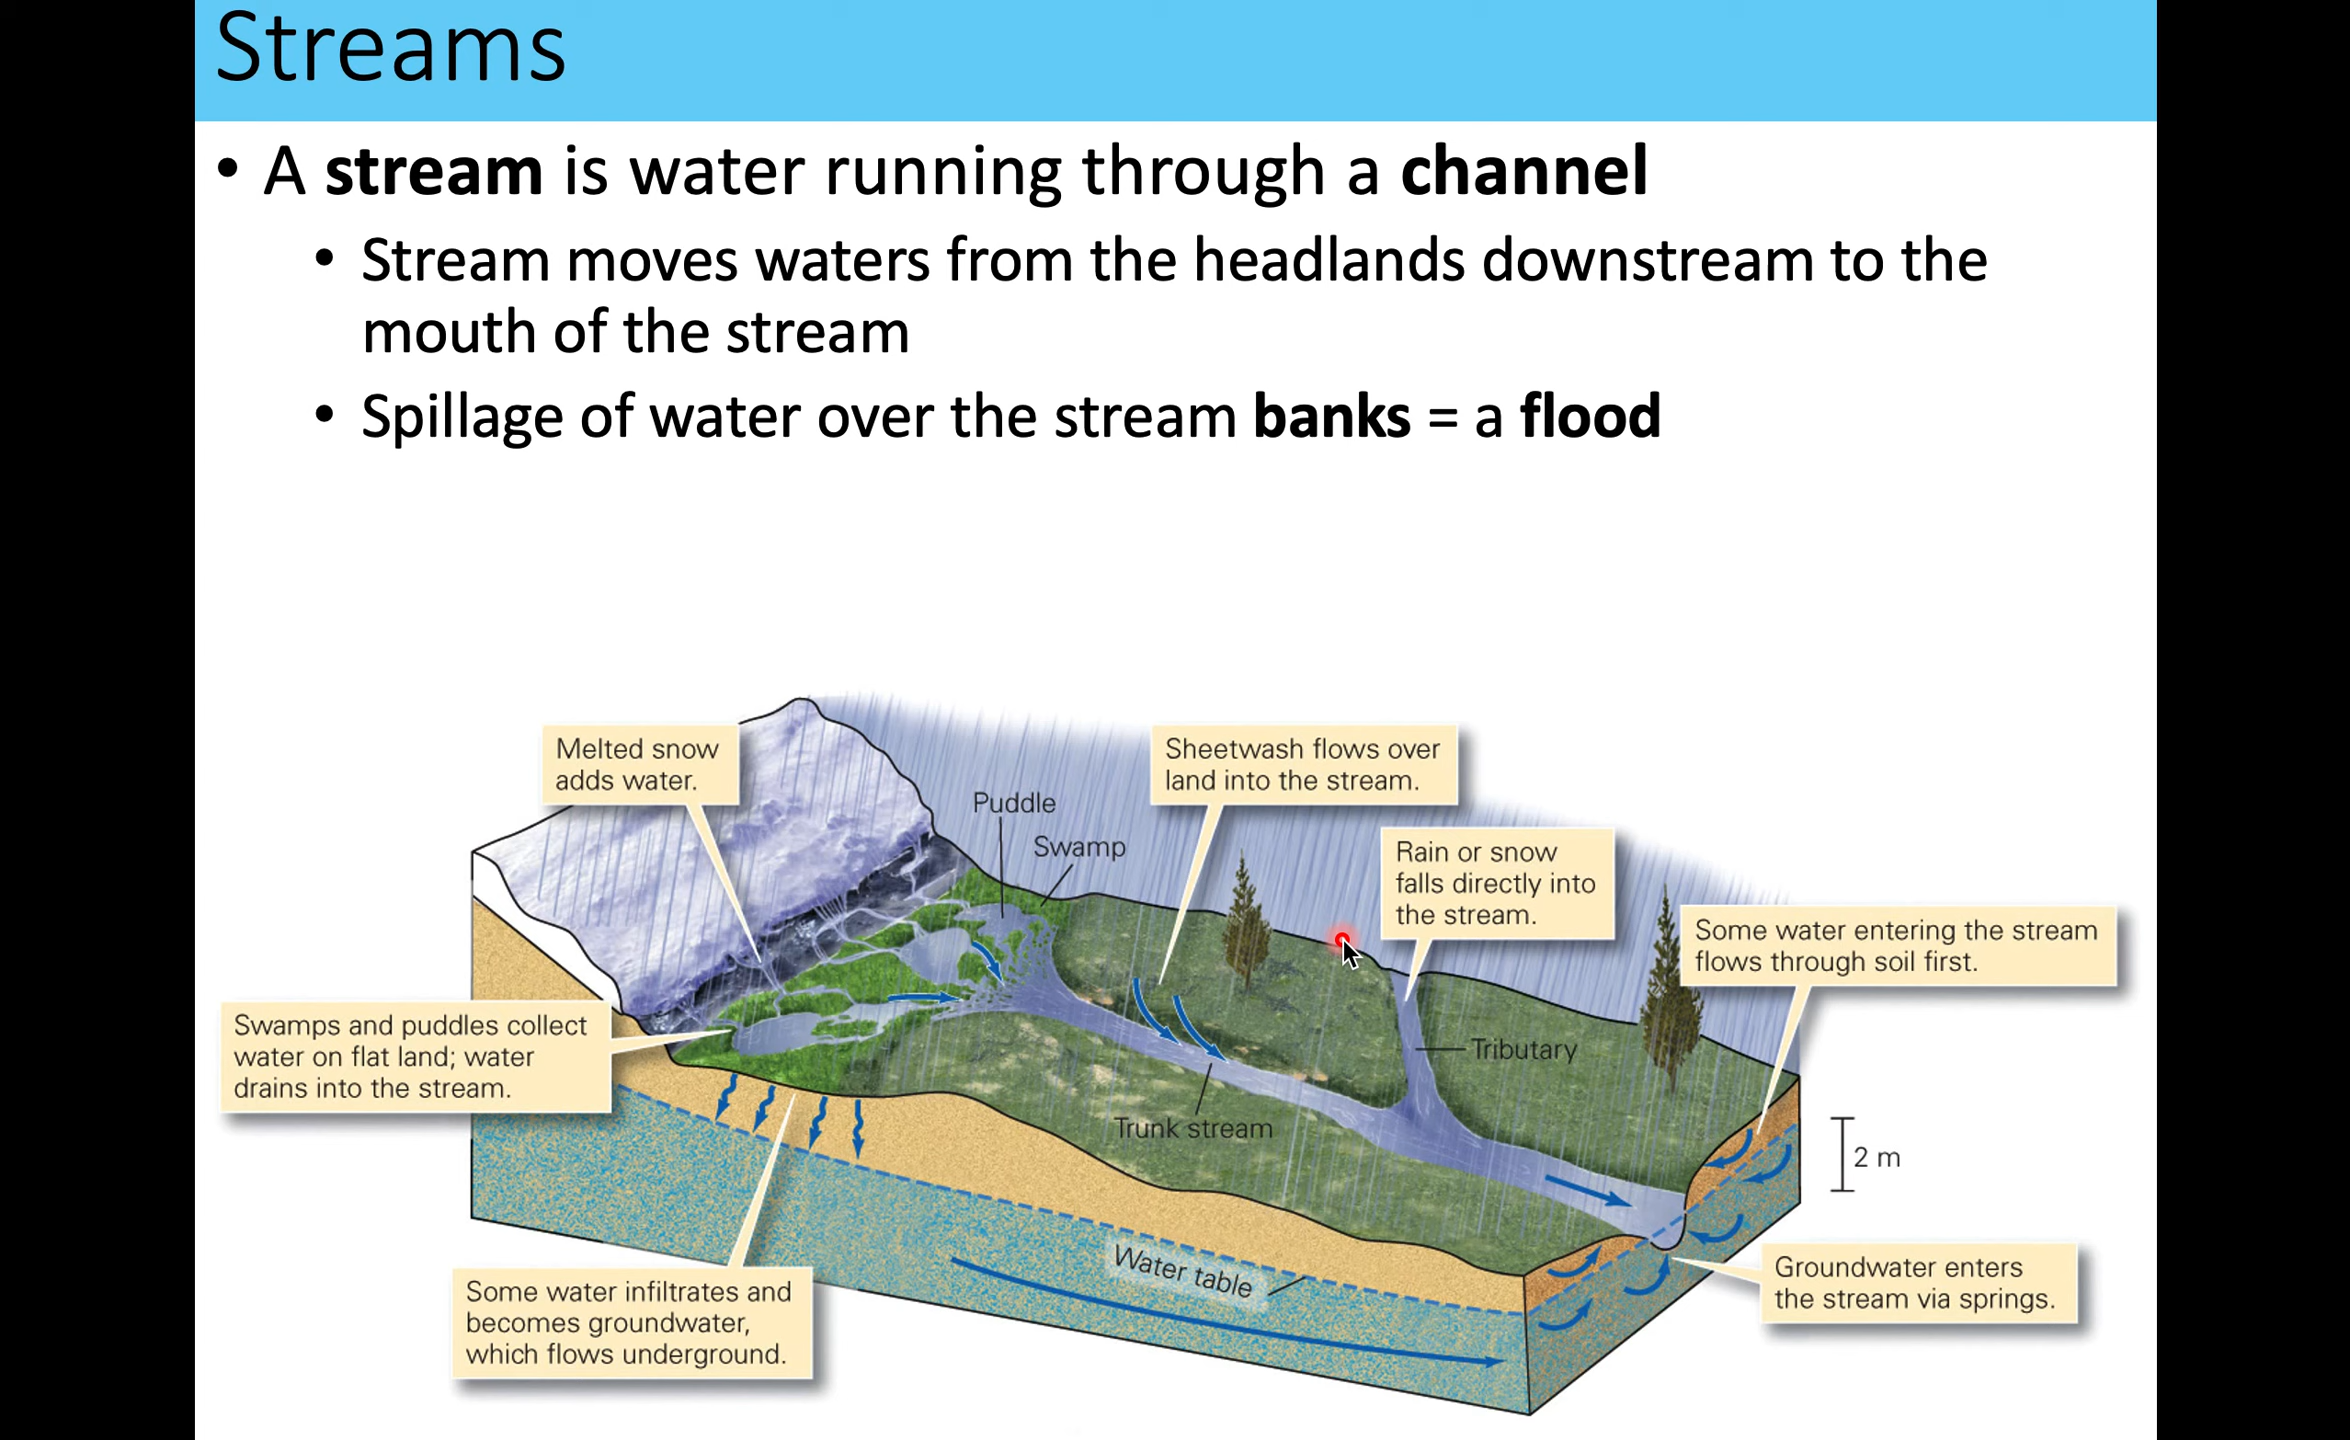 Streams
• A stream is water running through a channel
• Stream moves waters from the headlands downstream to the
mouth of the stream
• Spillage of water over the stream banks = a flood
Melted snow
adds water.
Puddle
Swamp
Sheetwash flows over
land into the stream.
Rain or snow
falls directly into
the stream.
Some water entering the stream
flows through soil first.
Swamps and puddles collect
water on flat land; water
drains into the stream.
Tributary
Trunk stream
2 m
Water table
Some water infiltrates and
becomes groundwater,
which flows underground.
Groundwater enters
the stream via springs.